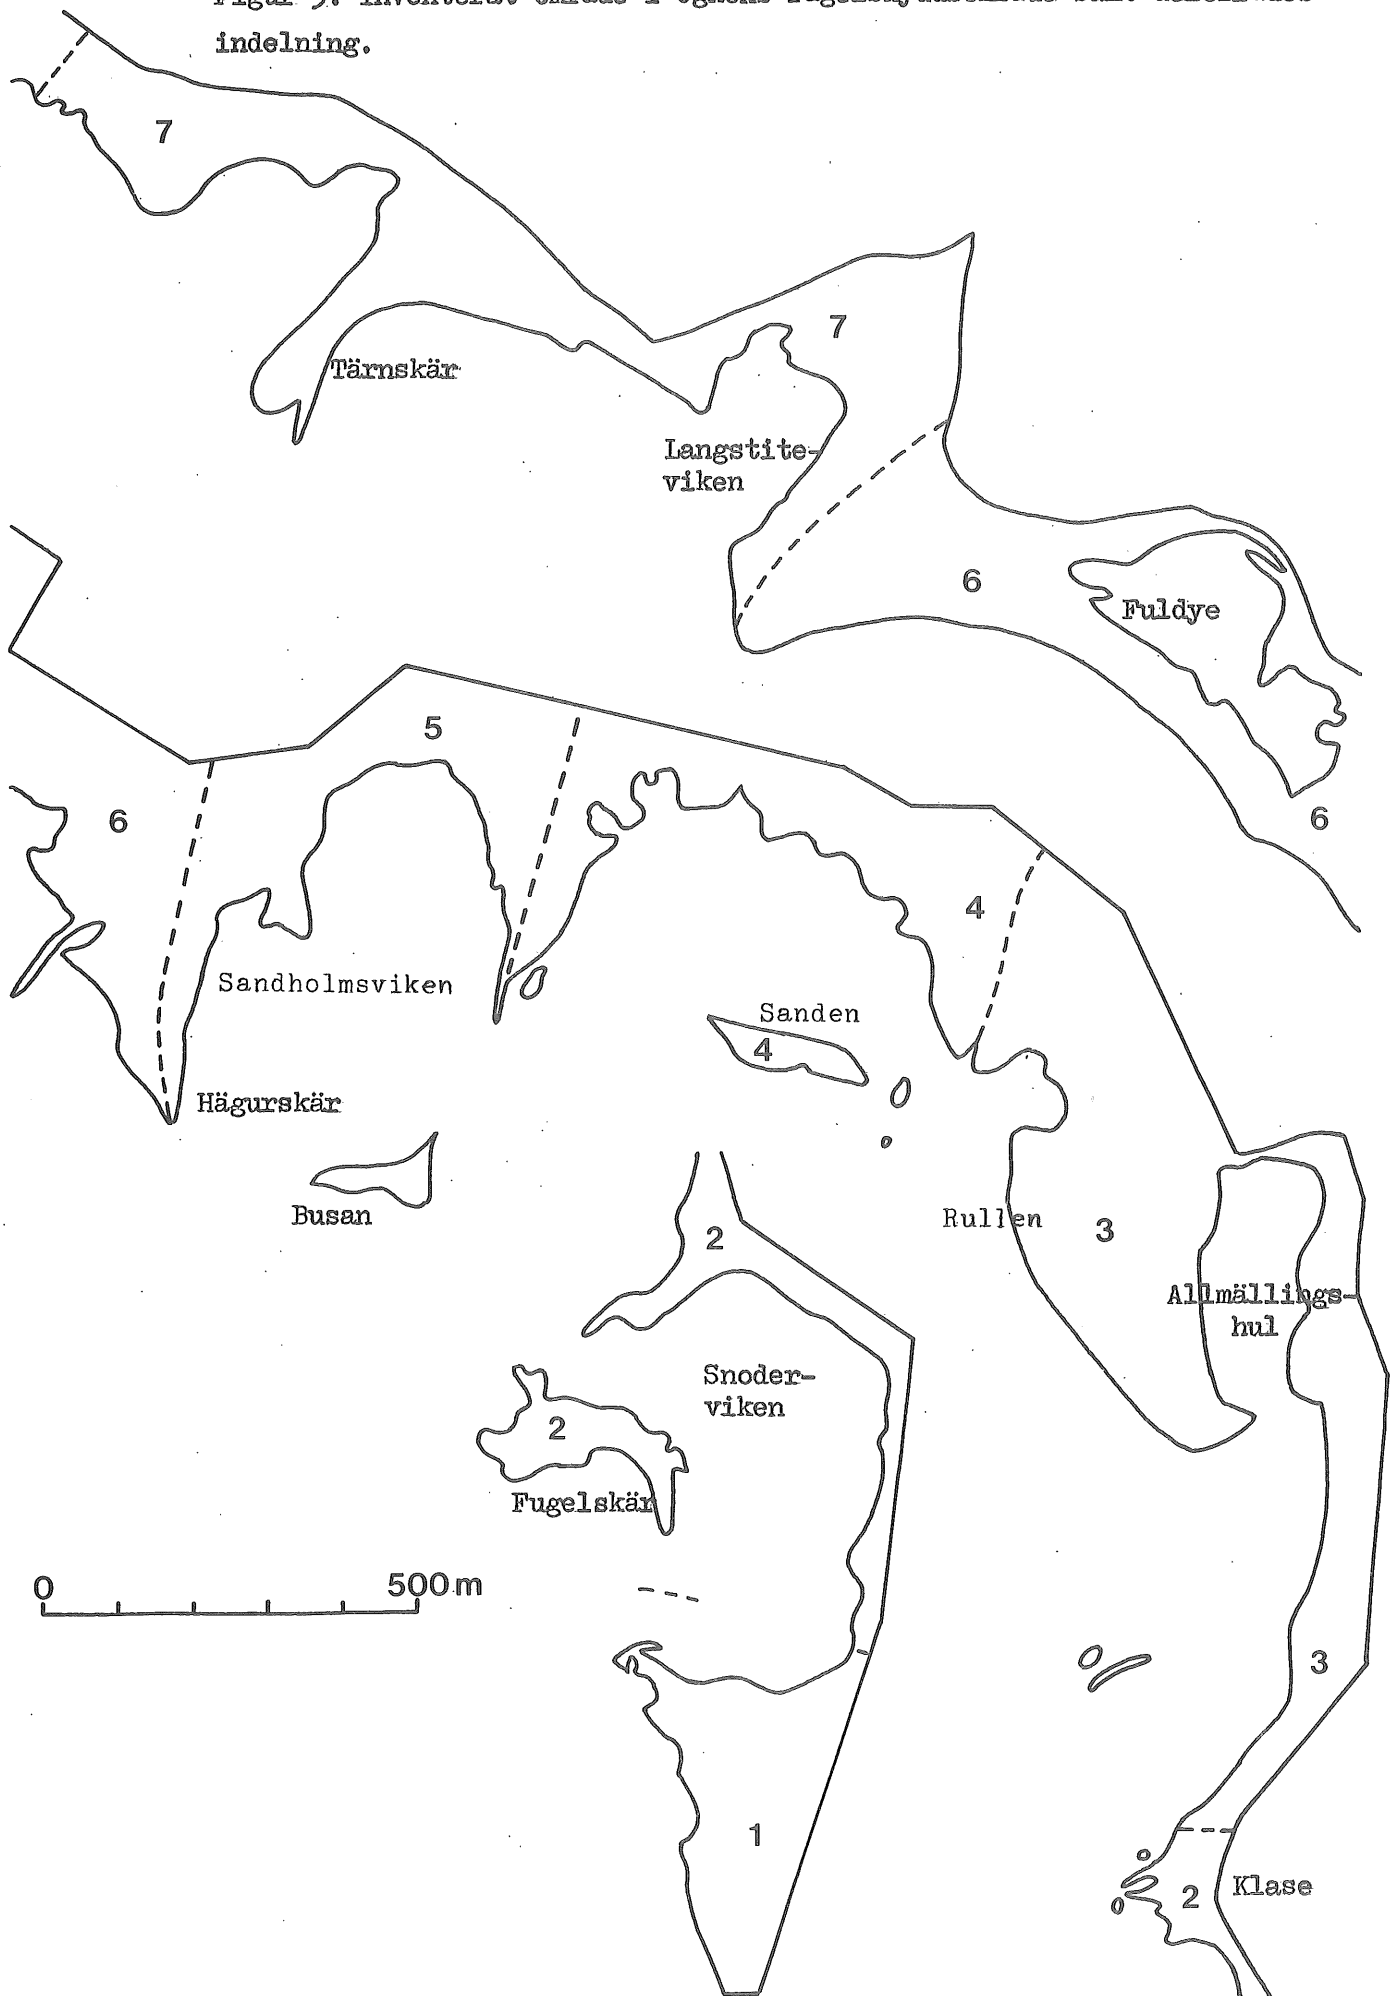 indelning.
7
7
Tärnskär
Langstite-
viken
6
Fuldye
5
6
6
4
Sandholmsviken
Sanden
4
Hägurskär
Busan
2
Rullen
3
Allmällings-
hul
Snoder-
viken
2
Fugelskär
0
500m
3
1
2
Klase